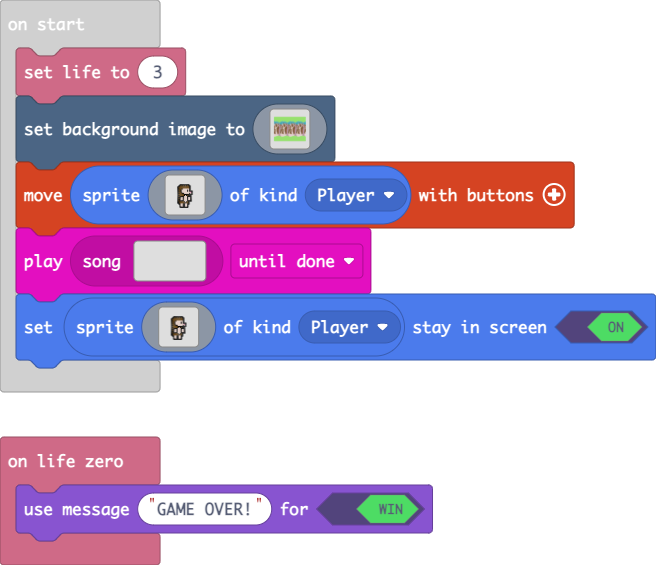 on start
set life to 3
set background image to
move sprite of kind Player with buttons
play song until done
set sprite of kind Player stay in screen ON
on life zero
use message "GAME OVER!" for WIN